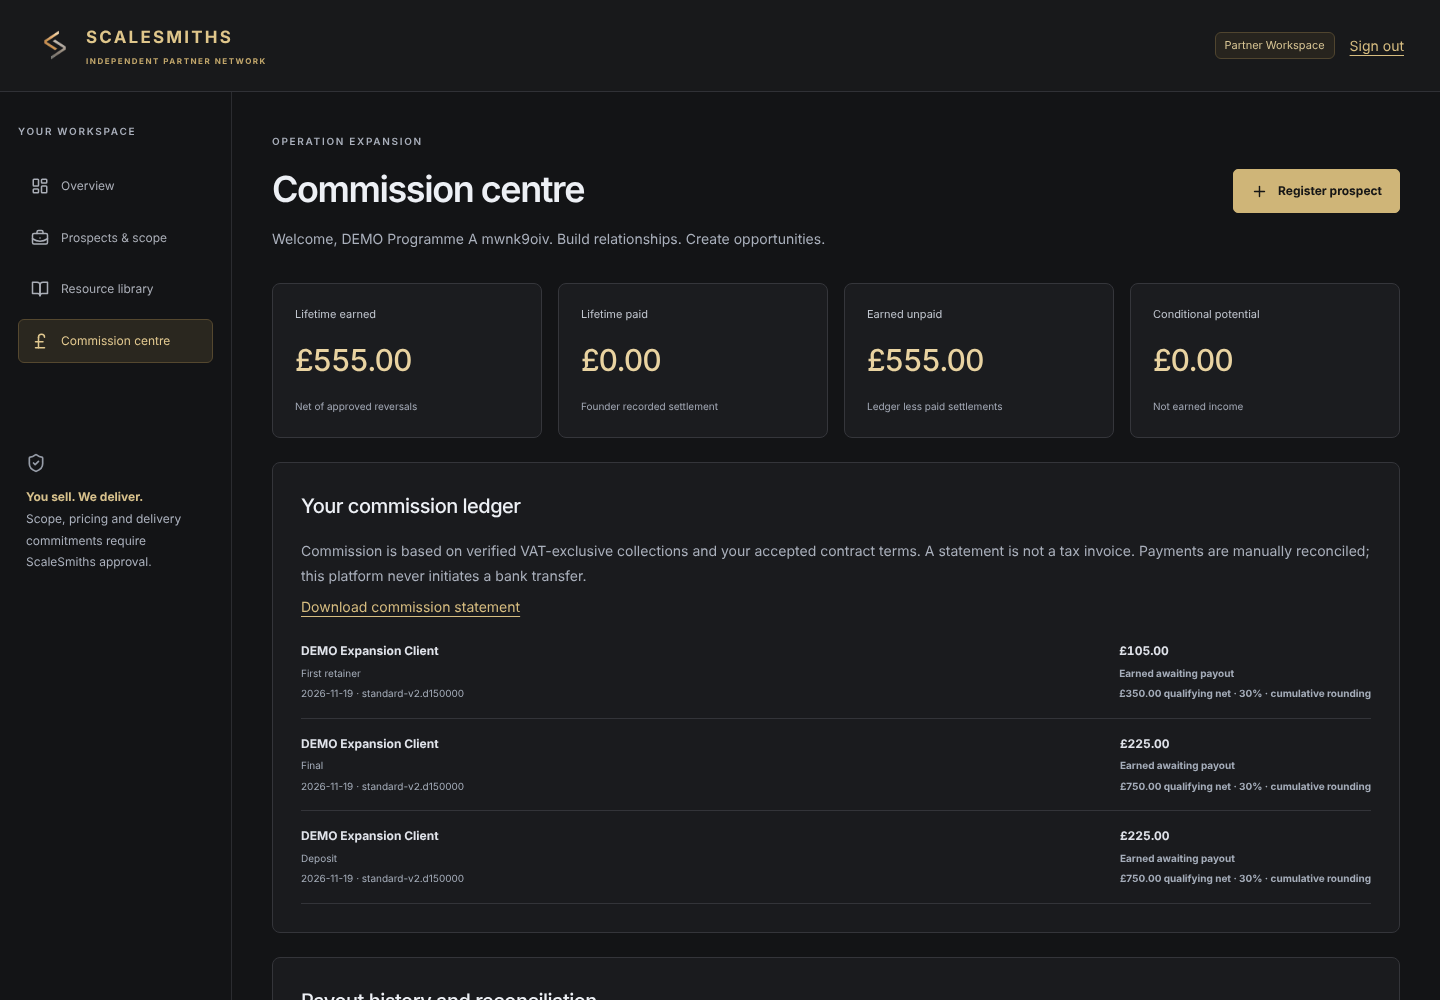 SCALESMITHS
INDEPENDENT PARTNER NETWORK
Partner Workspace
Sign out
YOUR WORKSPACE
Overview
Prospects & scope
Resource library
Commission centre
You sell. We deliver.
Scope, pricing and delivery
commitments require
ScaleSmiths approval.
OPERATION EXPANSION
Commission centre
Register prospect
Welcome, DEMO Programme A mwnk9oiv. Build relationships. Create opportunities.
Lifetime earned
£555.00
Net of approved reversals
Lifetime paid
£0.00
Founder recorded settlement
Earned unpaid
£555.00
Ledger less paid settlements
Conditional potential
£0.00
Not earned income
Your commission ledger
Commission is based on verified VAT-exclusive collections and your accepted contract terms. A statement is not a tax invoice. Payments are manually reconciled;
this platform never initiates a bank transfer.
Download commission statement
DEMO Expansion Client
First retainer
2026-11-19 · standard-v2.d150000
£105.00
Earned awaiting payout
£350.00 qualifying net · 30% · cumulative rounding
DEMO Expansion Client
Final
2026-11-19 · standard-v2.d150000
£225.00
Earned awaiting payout
£750.00 qualifying net · 30% · cumulative rounding
DEMO Expansion Client
Deposit
2026-11-19 · standard-v2.d150000
£225.00
Earned awaiting payout
£750.00 qualifying net · 30% · cumulative rounding
Payout history and reconciliation